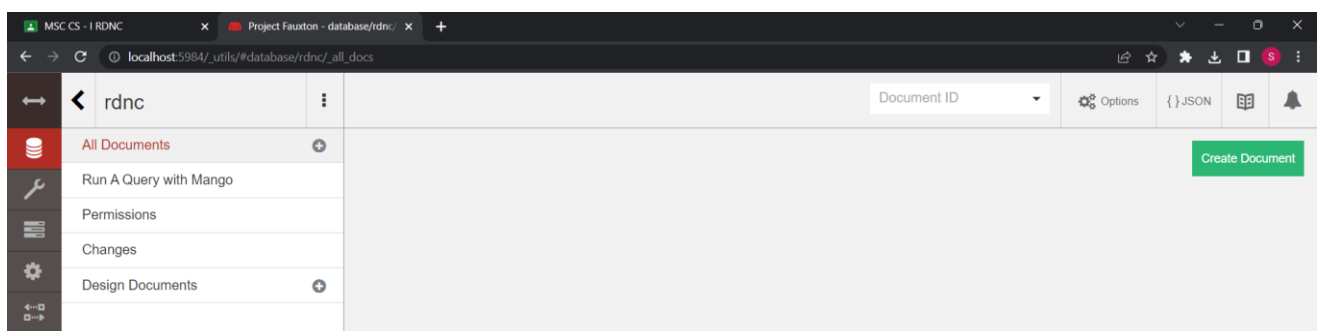 MSC CS - I RDNC
Project Fauxton - database/rdnc/
localhost:5984/_utils/#database/rdnc/_all_docs
S
rdnc
Document ID
Options
{ } JSON
All Documents
Create Document
Run A Query with Mango
Permissions
Changes
Design Documents